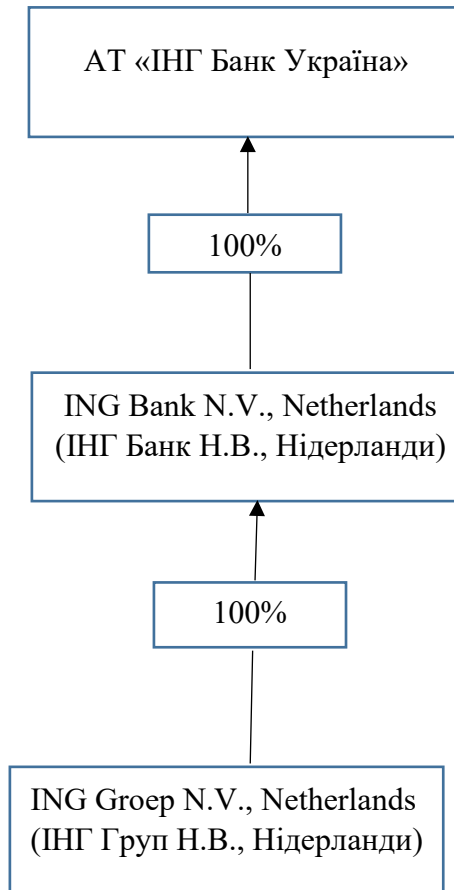 АТ «ІНГ Банк Україна»
100%
ING Bank N.V., Netherlands
(ІНГ Банк Н.В., Нідерланди)
100%
ING Groep N.V., Netherlands
(ІНГ Груп Н.В., Нідерланди)